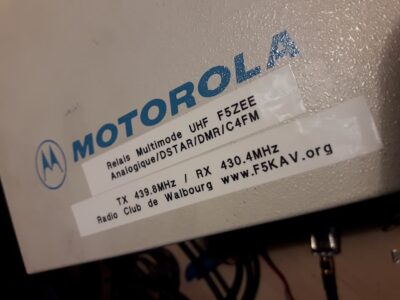 MOTOROLA
Relais Multimode UHF F5ZEE
Analogique/DSTAR/DMR/C4FM
TX 439.8MHz / RX 430.4MHz
Radio Club de Walbourg www.F5KAV.org